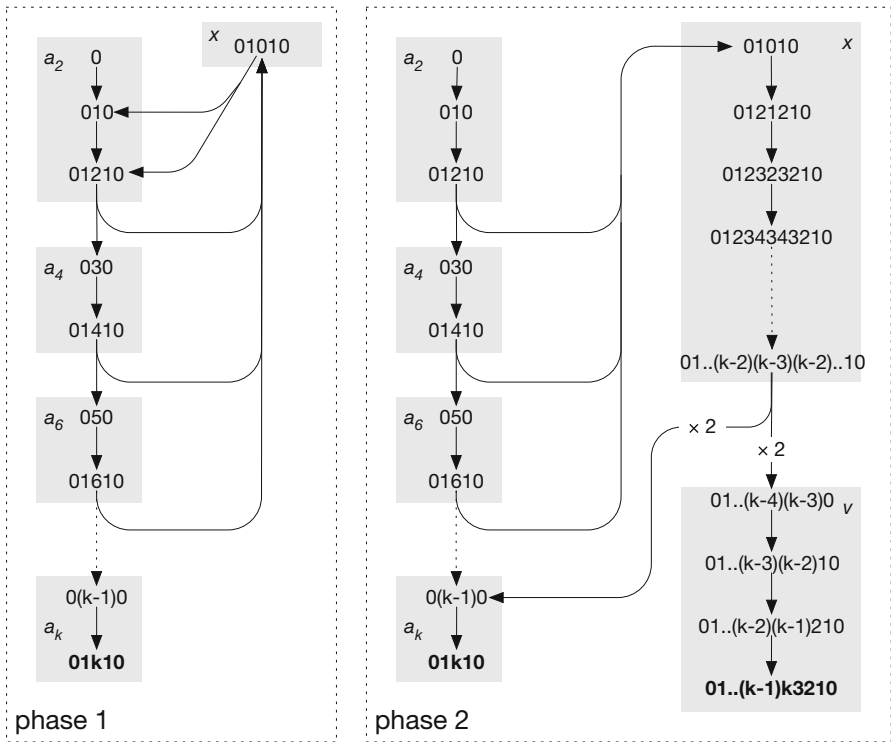 x
01010
a2 0
010
01210
a4 030
01410
a6 050
01610
0(k-1)0
ak
01k10
phase 1
a2 0
010
01210
a4 030
01410
a6 050
01610
0(k-1)0
ak
01k10
01010 x
0121210
012323210
01234343210
01..(k-2)(k-3)(k-2)..10
× 2
× 2
01..(k-4)(k-3)0 v
01..(k-3)(k-2)10
01..(k-2)(k-1)210
01..(k-1)k3210
phase 2